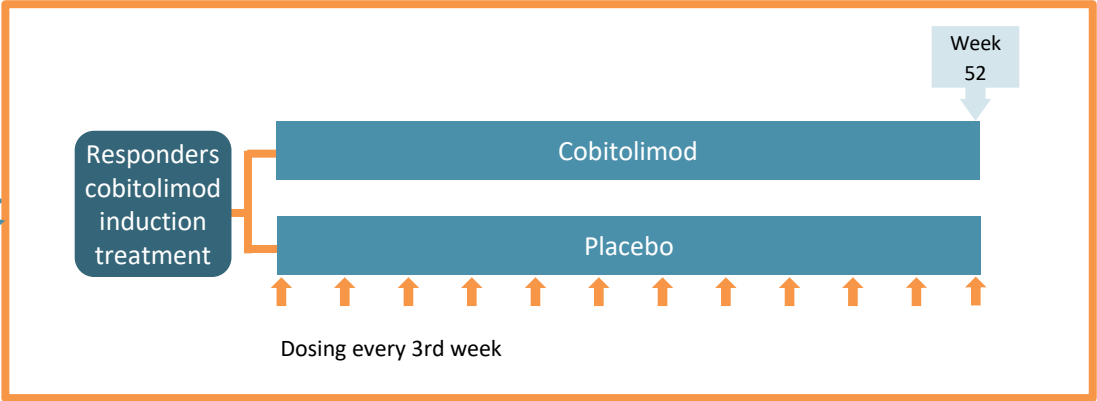 Week
52
Responders
cobitolimod
induction
treatment
Cobitolimod
Placebo
Dosing every 3rd week